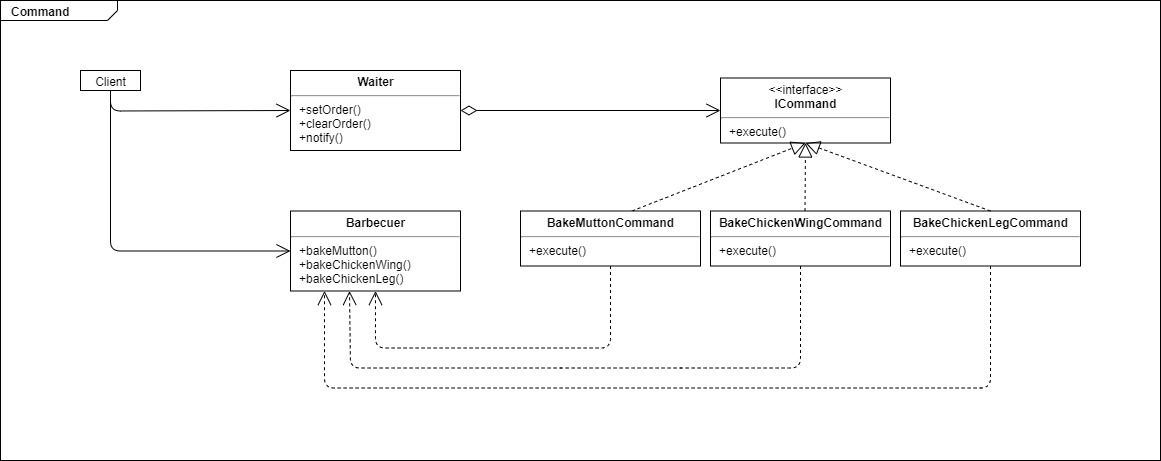 Command
Client
Waiter
+setOrder()
+clearOrder()
+notify()
<<interface>>
ICommand
+execute()
Barbecuer
+bakeMutton()
+bakeChickenWing()
+bakeChickenLeg()
BakeMuttonCommand
+execute()
BakeChickenWingCommand
+execute()
BakeChickenLegCommand
+execute()